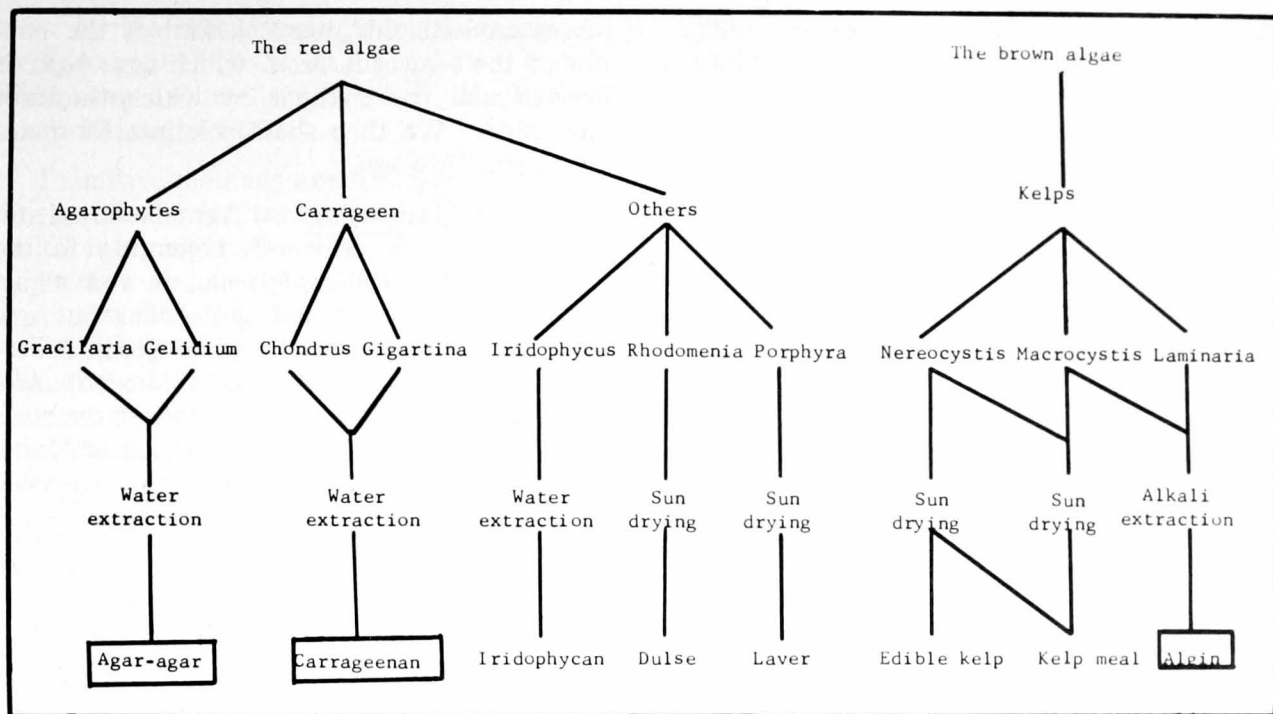 The red algae
The brown algae
Agarophytes Carrageen Others Kelps
Gracilaria Gelidium Chondrus Gigartina Iridophycus Rhodomenia Porphyra Nereocystis Macrocystis Laminaria
Water Water Water Sun Sun Sun Sun Alkali
extraction extraction extraction drying drying drying drying extraction
Agar-agar Carrageenan Iridophycan Dulse Laver Edible kelp Kelp meal Algin